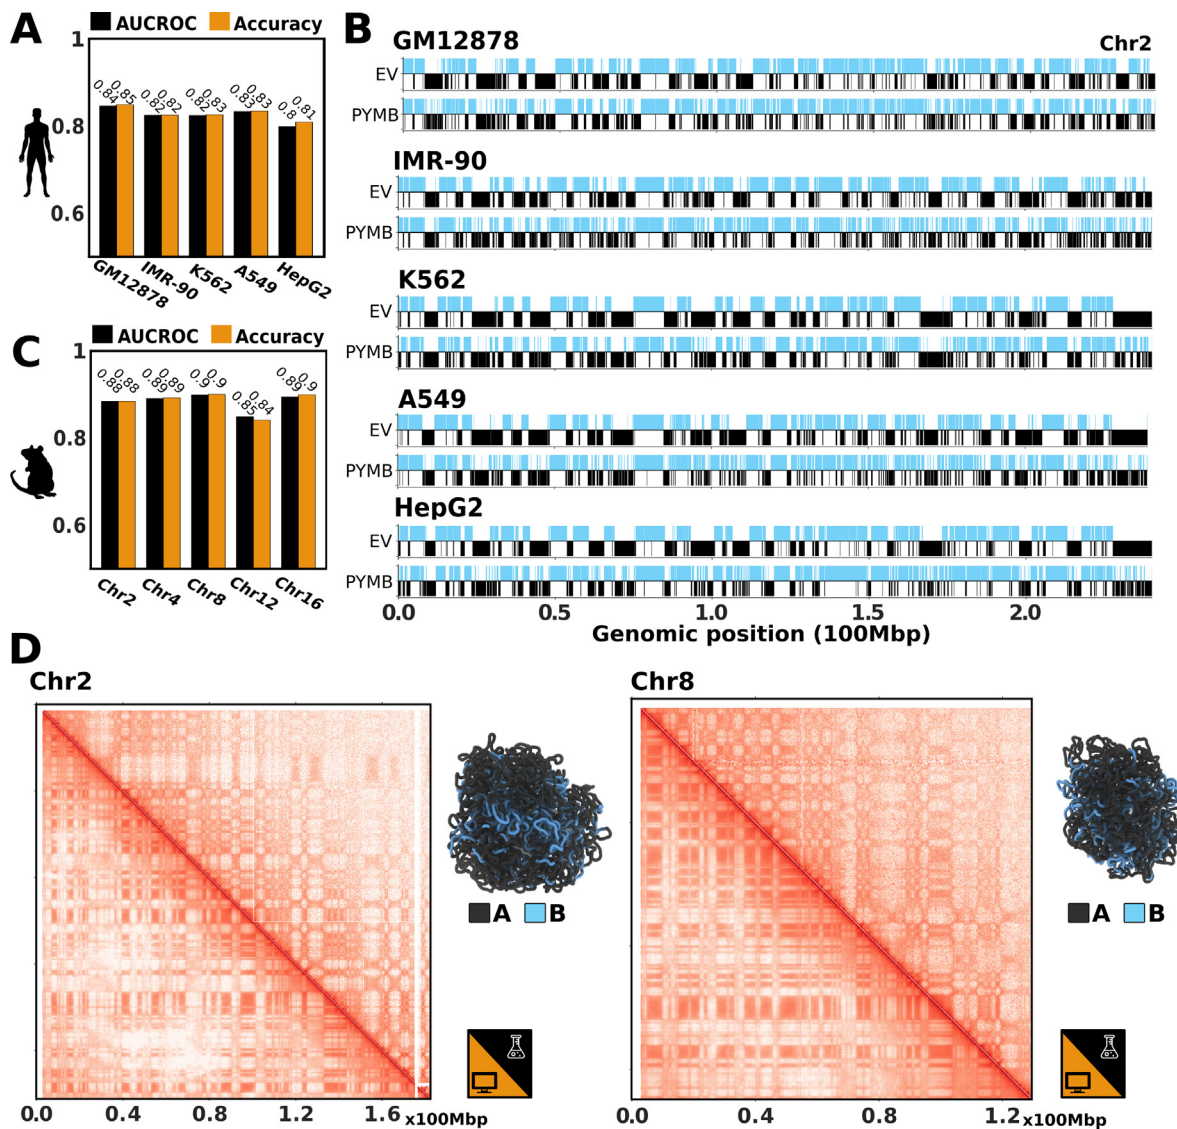 A
AUCROC Accuracy
1
0.8
0.6
0.84 0.85 0.82 0.82 0.82 0.83 0.83 0.83 0.8 0.81
GM12878 IMR-90 K562 A549 HepG2
B
GM12878 Chr2
EV
PYMB
IMR-90
EV
PYMB
K562
EV
PYMB
A549
EV
PYMB
HepG2
EV
PYMB
0.0 0.5 1.0 1.5 2.0
Genomic position (100Mbp)
C
AUCROC Accuracy
1
0.8
0.6
0.88 0.88 0.89 0.89 0.9 0.9 0.85 0.84 0.89 0.9
Chr2 Chr4 Chr8 Chr12 Chr16
D
Chr2
A B
0.0 0.4 0.8 1.2 1.6 x100Mbp
Chr8
A B
0.0 0.4 0.8 1.2 x100Mbp